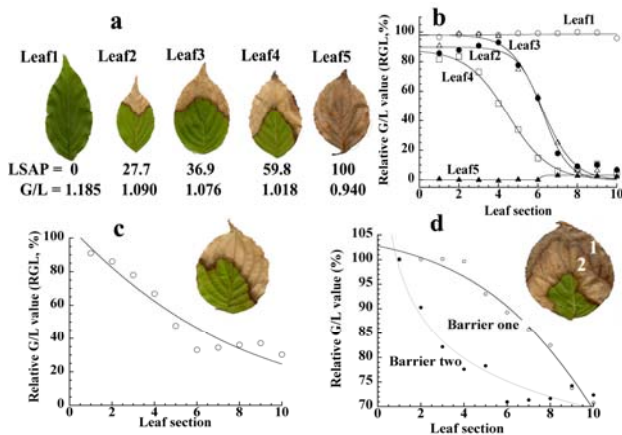 a
Leaf1 Leaf2 Leaf3 Leaf4 Leaf5
LSAP = 0 27.7 36.9 59.8 100
G/L = 1.185 1.090 1.076 1.018 0.940
b
Relative G/L value (RGL, %)
100
80
60
40
20
0
Leaf1
Leaf3
Leaf2
Leaf4
Leaf5
0 2 4 6 8 10
Leaf section
c
Relative G/L value (RGL, %)
100
80
60
40
20
0
0 2 4 6 8 10
Leaf section
d
Relative G/L value (%)
105
100
95
90
85
80
75
70
1
2
Barrier one
Barrier two
0 2 4 6 8 10
Leaf section